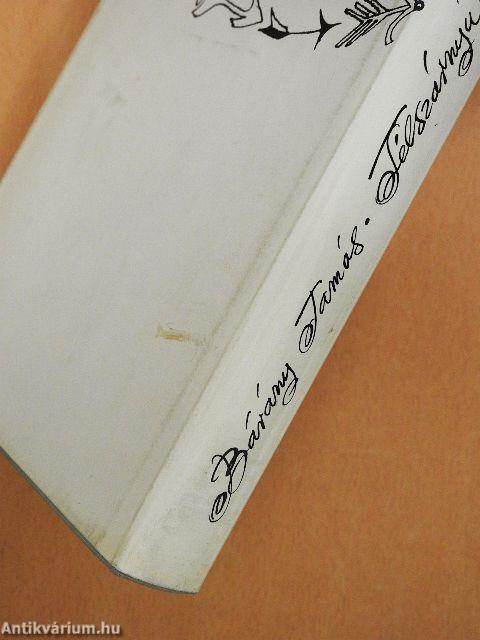 Bárány Tamás. Félszárnyú
Antikvárium.hu